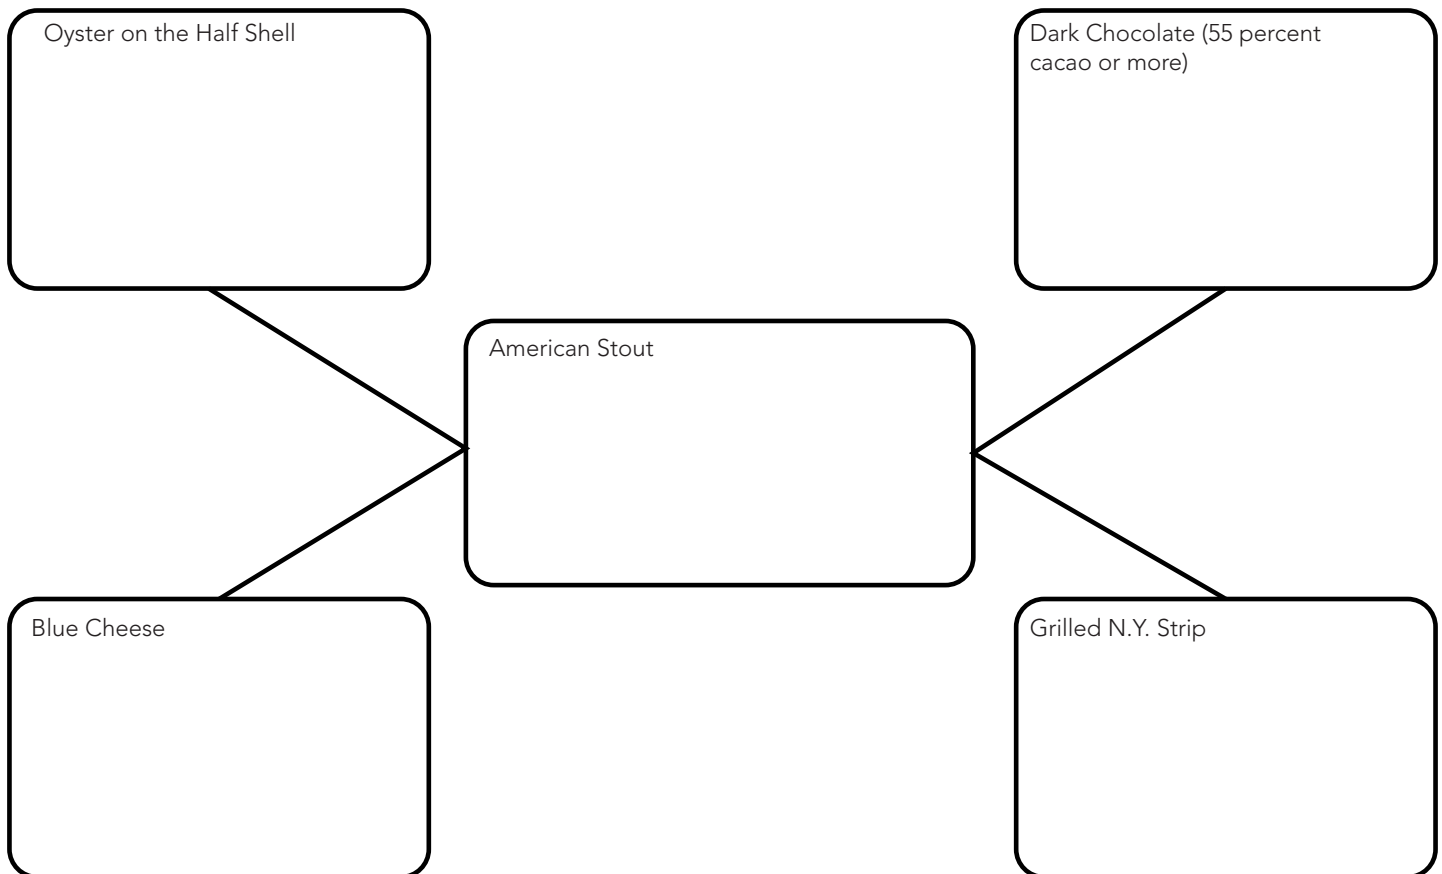 Oyster on the Half Shell
Dark Chocolate (55 percent
cacao or more)
American Stout
Blue Cheese
Grilled N.Y. Strip